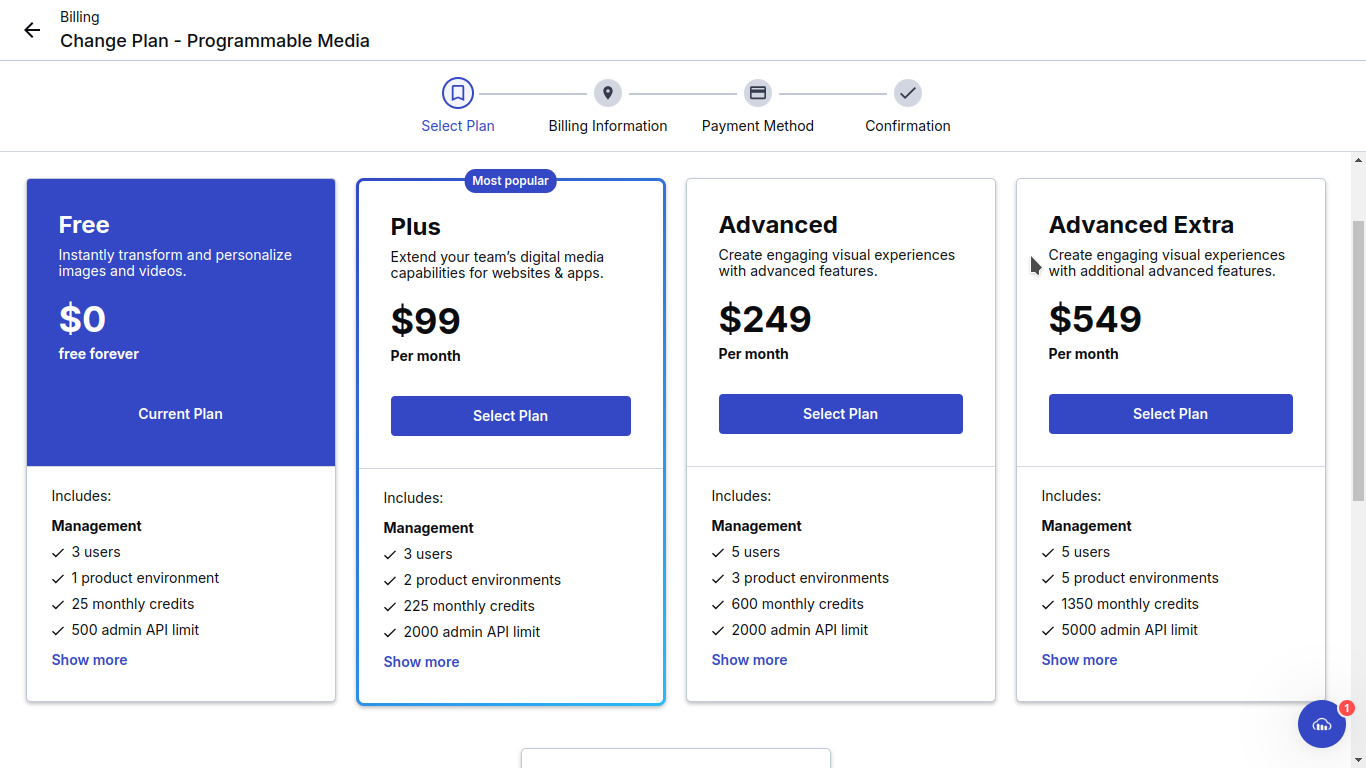 Billing
Change Plan - Programmable Media
Select Plan
Billing Information
Payment Method
Confirmation
Free
Instantly transform and personalize
images and videos.
$0
free forever
Current Plan
Includes:
Management
3 users
1 product environment
25 monthly credits
500 admin API limit
Show more
Most popular
Plus
Extend your team’s digital media
capabilities for websites & apps.
$99
Per month
Select Plan
Includes:
Management
3 users
2 product environments
225 monthly credits
2000 admin API limit
Show more
Advanced
Create engaging visual experiences
with advanced features.
$249
Per month
Select Plan
Includes:
Management
5 users
3 product environments
600 monthly credits
2000 admin API limit
Show more
Advanced Extra
Create engaging visual experiences
with additional advanced features.
$549
Per month
Select Plan
Includes:
Management
5 users
5 product environments
1350 monthly credits
5000 admin API limit
Show more
1